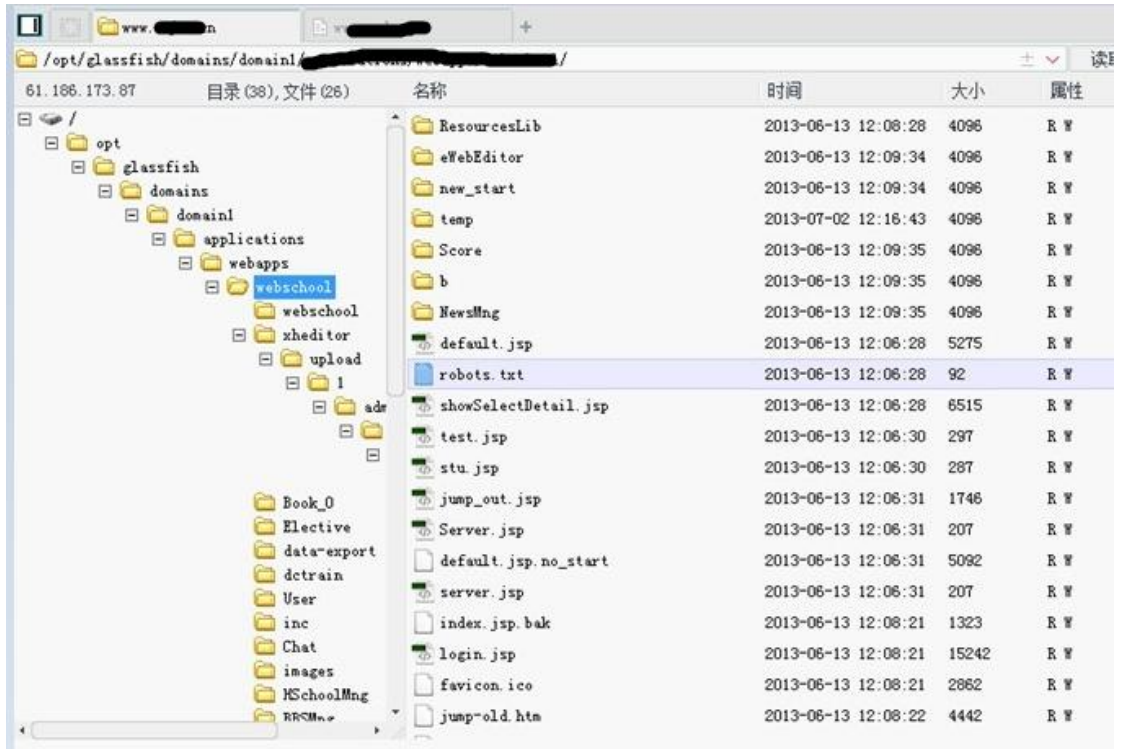 www. n
w
/opt/glassfish/domains/domain1/ /
61.186.173.87 目录(38),文件(26) 名称 时间 大小 属性
/
opt
glassfish
domains
domain1
applications
webapps
webschool
webschool
xheditor
upload
1
adm
Book_O
Elective
data-export
dctrain
User
inc
Chat
images
HSchoolMng
BBSMng
ResourcesLib 2013-06-13 12:08:28 4096 R W
eWebEditor 2013-06-13 12:09:34 4096 R W
new_start 2013-06-13 12:09:34 4096 R W
temp 2013-07-02 12:16:43 4096 R W
Score 2013-06-13 12:09:35 4096 R W
b 2013-06-13 12:09:35 4096 R W
NewsMng 2013-06-13 12:09:35 4096 R W
default.jsp 2013-06-13 12:06:28 5275 R W
robots.txt 2013-06-13 12:06:28 92 R W
showSelectDetail.jsp 2013-06-13 12:06:28 6515 R W
test.jsp 2013-06-13 12:06:30 297 R W
stu.jsp 2013-06-13 12:06:30 287 R W
jump_out.jsp 2013-06-13 12:06:31 1746 R W
Server.jsp 2013-06-13 12:06:31 207 R W
default.jsp.no_start 2013-06-13 12:06:31 5092 R W
server.jsp 2013-06-13 12:06:31 207 R W
index.jsp.bak 2013-06-13 12:08:21 1323 R W
login.jsp 2013-06-13 12:08:21 15242 R W
favicon.ico 2013-06-13 12:08:21 2862 R W
jump-old.htm 2013-06-13 12:08:22 4442 R W